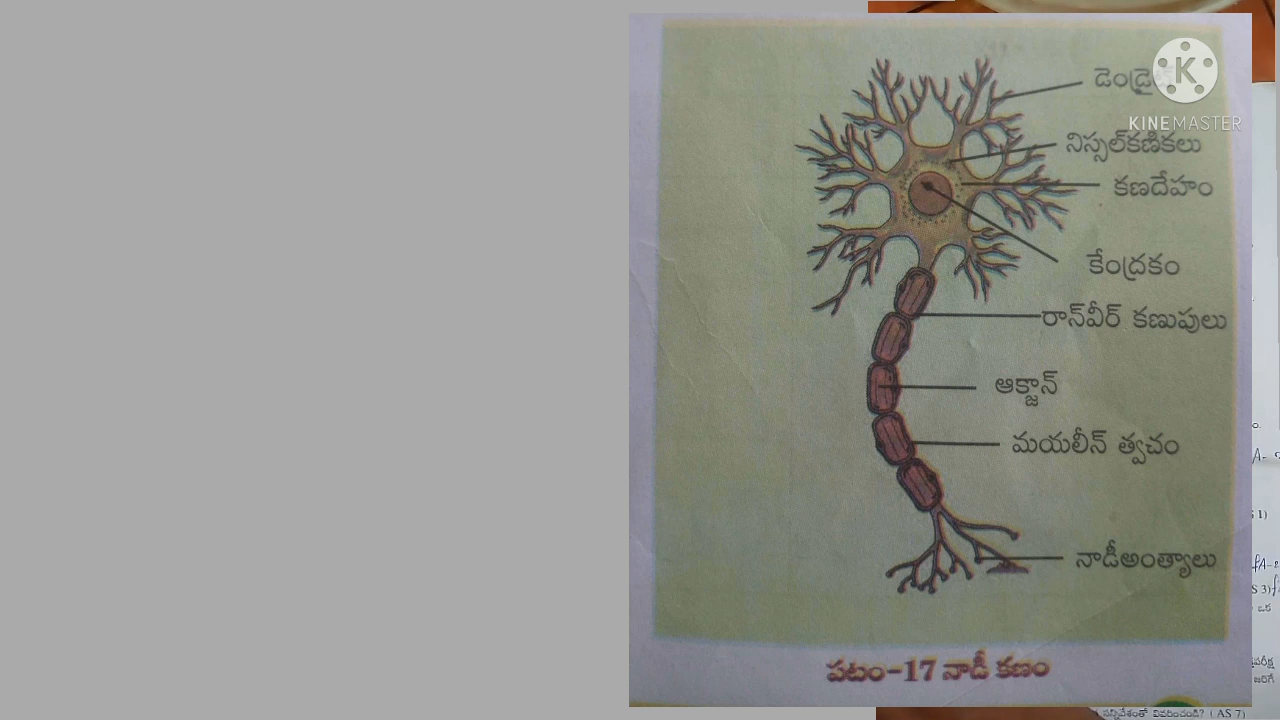 డెండ్రైట్
K
KINEMASTER
నిస్సల్‌కణికలు
కణదేహం
కేంద్రకం
రాన్‌వీర్ కణుపులు
ఆక్జాన్
మయలీన్ త్వచం
నాడీఅంత్యాలు
పటం-17 నాడీ కణం